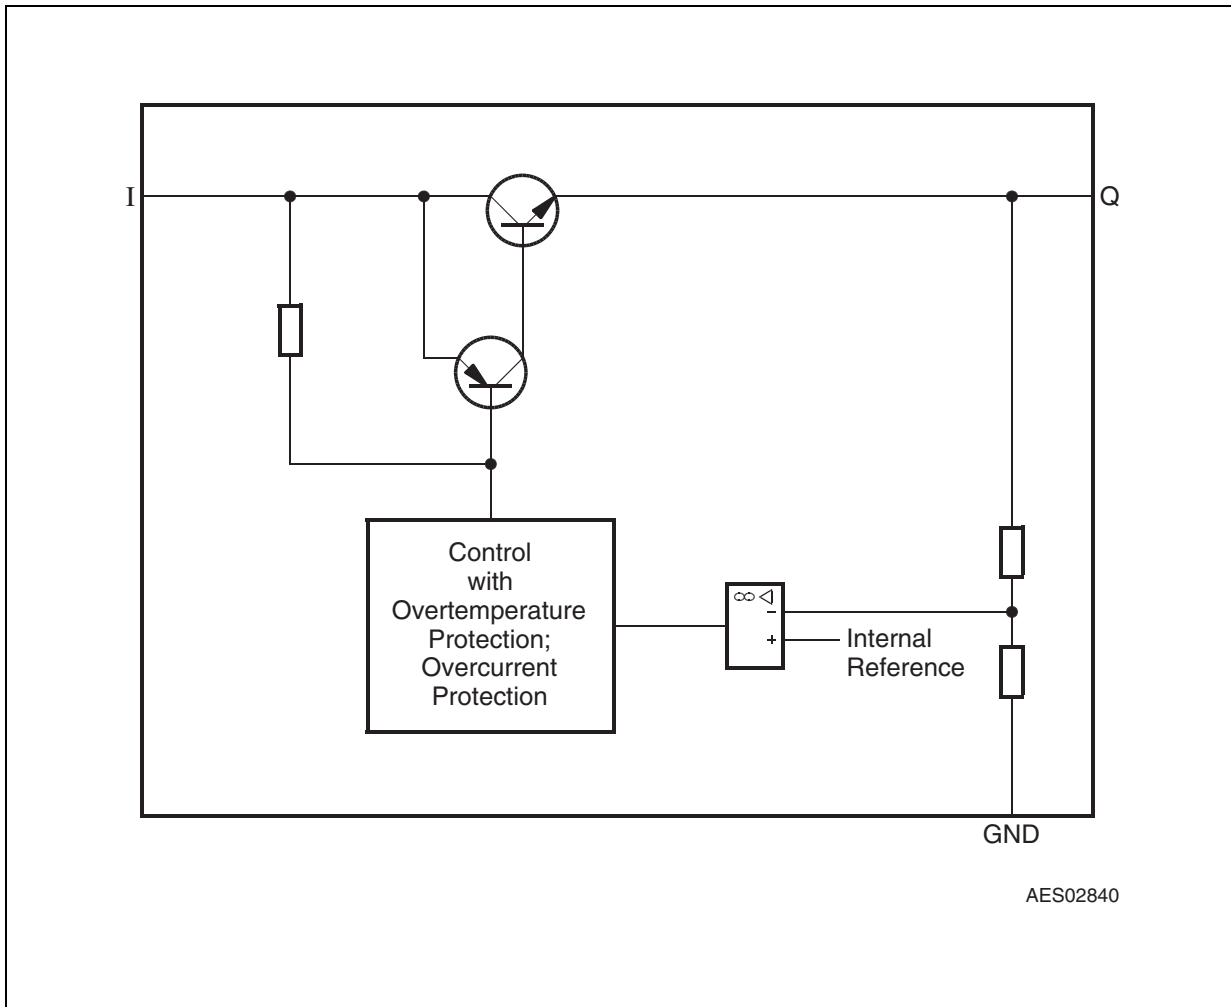 I
Q
Control
with
Overtemperature
Protection;
Overcurrent
Protection
∞ ◁
−
+
Internal
Reference
GND
AES02840